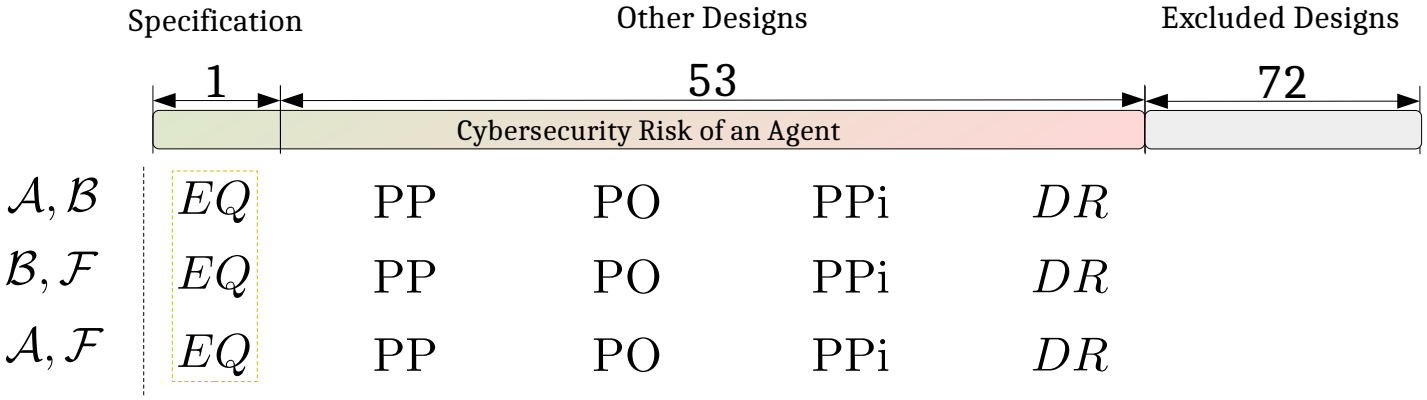 Specification Other Designs Excluded Designs
1 53 72
Cybersecurity Risk of an Agent
𝒜, ℬ EQ PP PO PPi DR
ℬ, ℱ EQ PP PO PPi DR
𝒜, ℱ EQ PP PO PPi DR